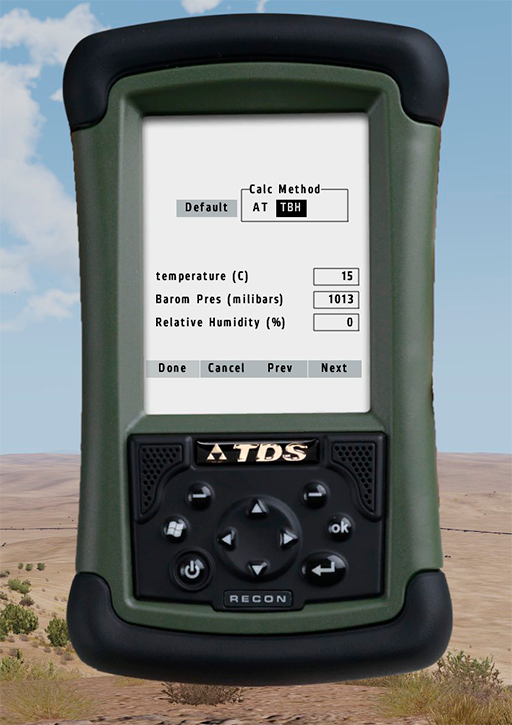 Calc Method
Default AT TBH
temperature (C) 15
Barom Pres (milibars) 1013
Relative Humidity (%) 0
Done Cancel Prev Next
TDS
ok
RECON